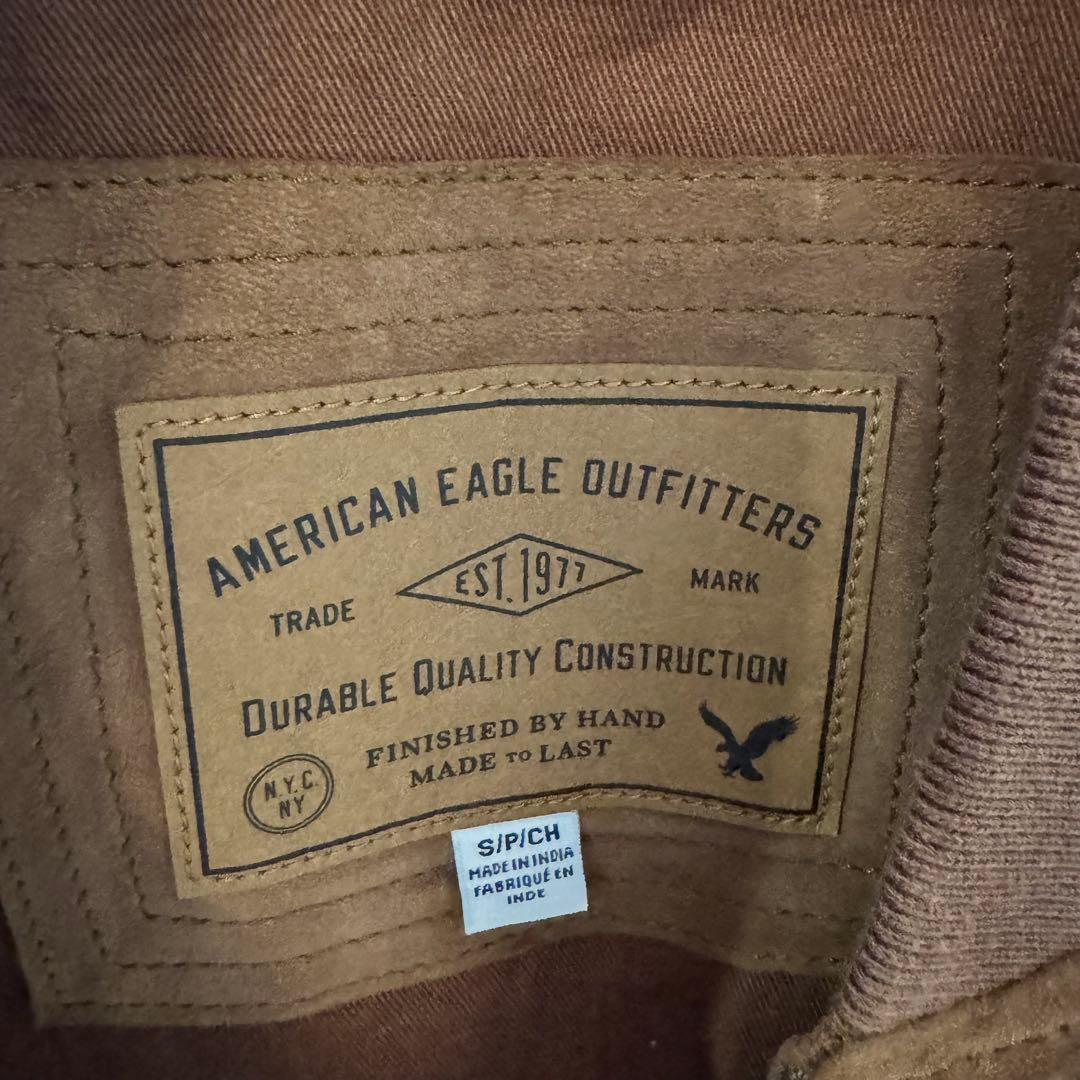 AMERICAN EAGLE OUTFITTERS
EST. 1977
TRADE MARK
DURABLE QUALITY CONSTRUCTION
FINISHED BY HAND
MADE TO LAST
N.Y.C.
NY
S/P/CH
MADE IN INDIA
FABRIQUÉ EN
INDE